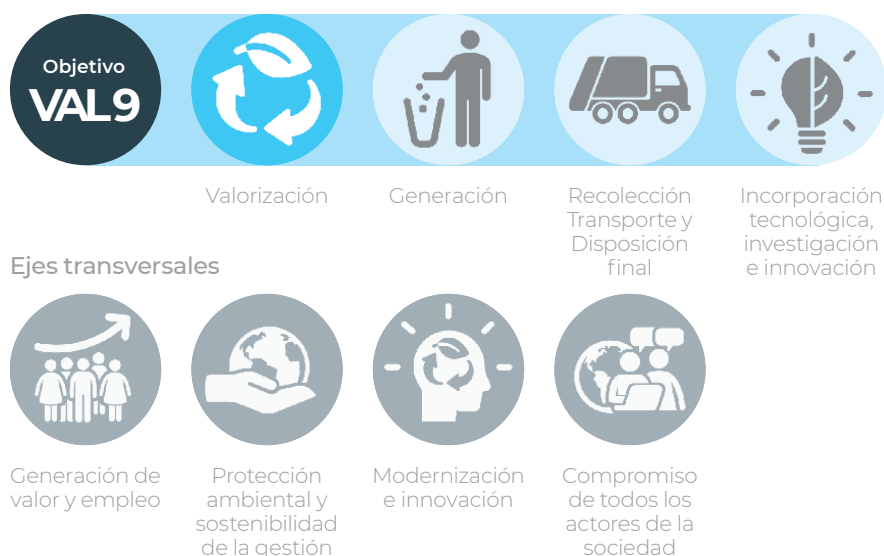 Objetivo
VAL9
Valorización
Generación
Recolección
Transporte y
Disposición
final
Incorporación
tecnológica,
investigación
e innovación
Ejes transversales
Generación de
valor y empleo
Protección
ambiental y
sostenibilidad
de la gestión
Modernización
e innovación
Compromiso
de todos los
actores de la
sociedad